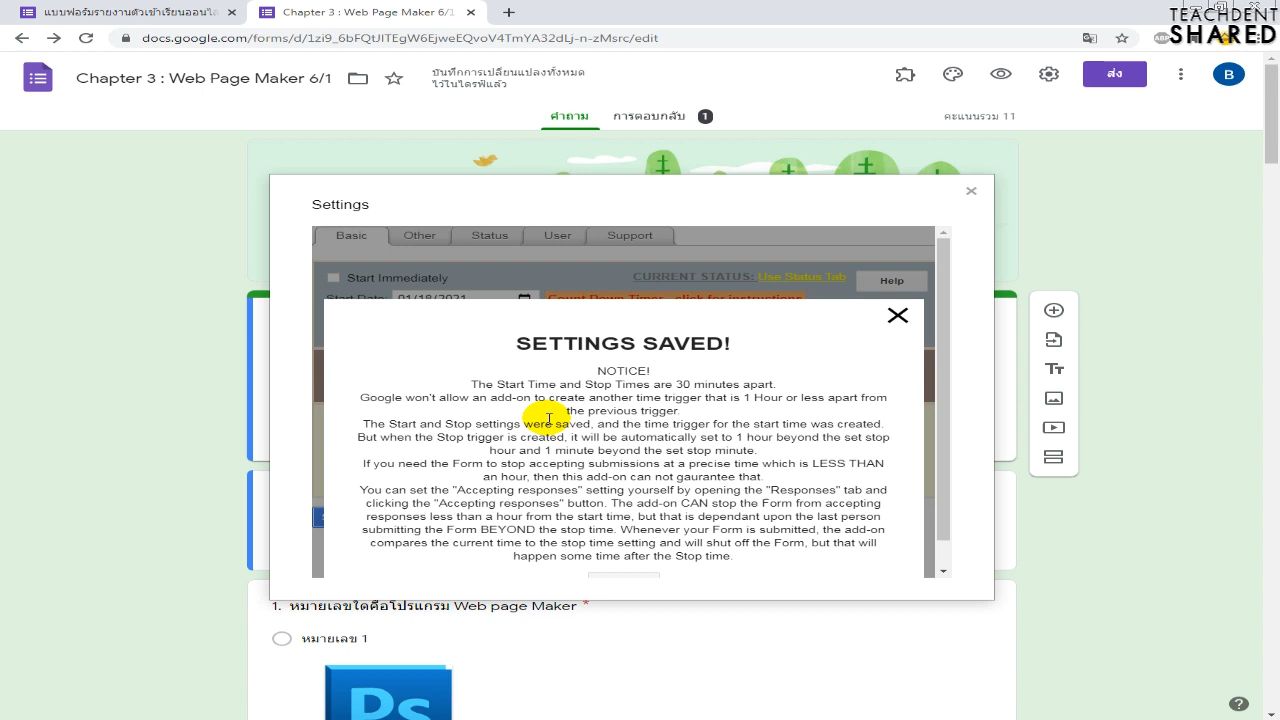 แบบฟอร์มรายงานตัวเข้าเรียนออนไล
Chapter 3 : Web Page Maker 6/1
TEACHDENT
SHARED
docs.google.com/forms/d/1zi9_6bFQtJITEgW6EjweECbV4TmYA32dLj-n-zMsrc/edit
Chapter 3 : Web Page Maker 6/1
บันทึกการเปลี่ยนแปลงทั้งหมด
ไว้ในไดรฟ์แล้ว
ส่ง
B
คำถาม
การตอบกลับ 1
คะแนนรวม 11
Settings
Basic
Other
Status
User
Support
Start Immediately
CURRENT STATUS: Use Status Tab
Help
Start Date: 01/18/2021
Count Down Timer - click for instructions
SETTINGS SAVED!
NOTICE!
The Start Time and Stop Times are 30 minutes apart.
Google won't allow an add-on to create another time trigger that is 1 Hour or less apart from
the previous trigger.
The Start and Stop settings were saved, and the time trigger for the start time was created.
But when the Stop trigger is created, it will be automatically set to 1 hour beyond the set stop
hour and 1 minute beyond the set stop minute.
If you need the Form to stop accepting submissions at a precise time which is LESS THAN
an hour, then this add-on can not gaurantee that.
You can set the "Accepting responses" setting yourself by opening the "Responses" tab and
clicking the "Accepting responses" button. The add-on CAN stop the Form from accepting
responses less than a hour from the start time, but that is dependant upon the last person
submitting the Form BEYOND the stop time. Whenever your Form is submitted, the add-on
compares the current time to the stop time setting and will shut off the Form, but that will
happen some time after the Stop time.
1. หมายเลขใดคือโปรแกรม Web page Maker *
หมายเลข 1
Ps